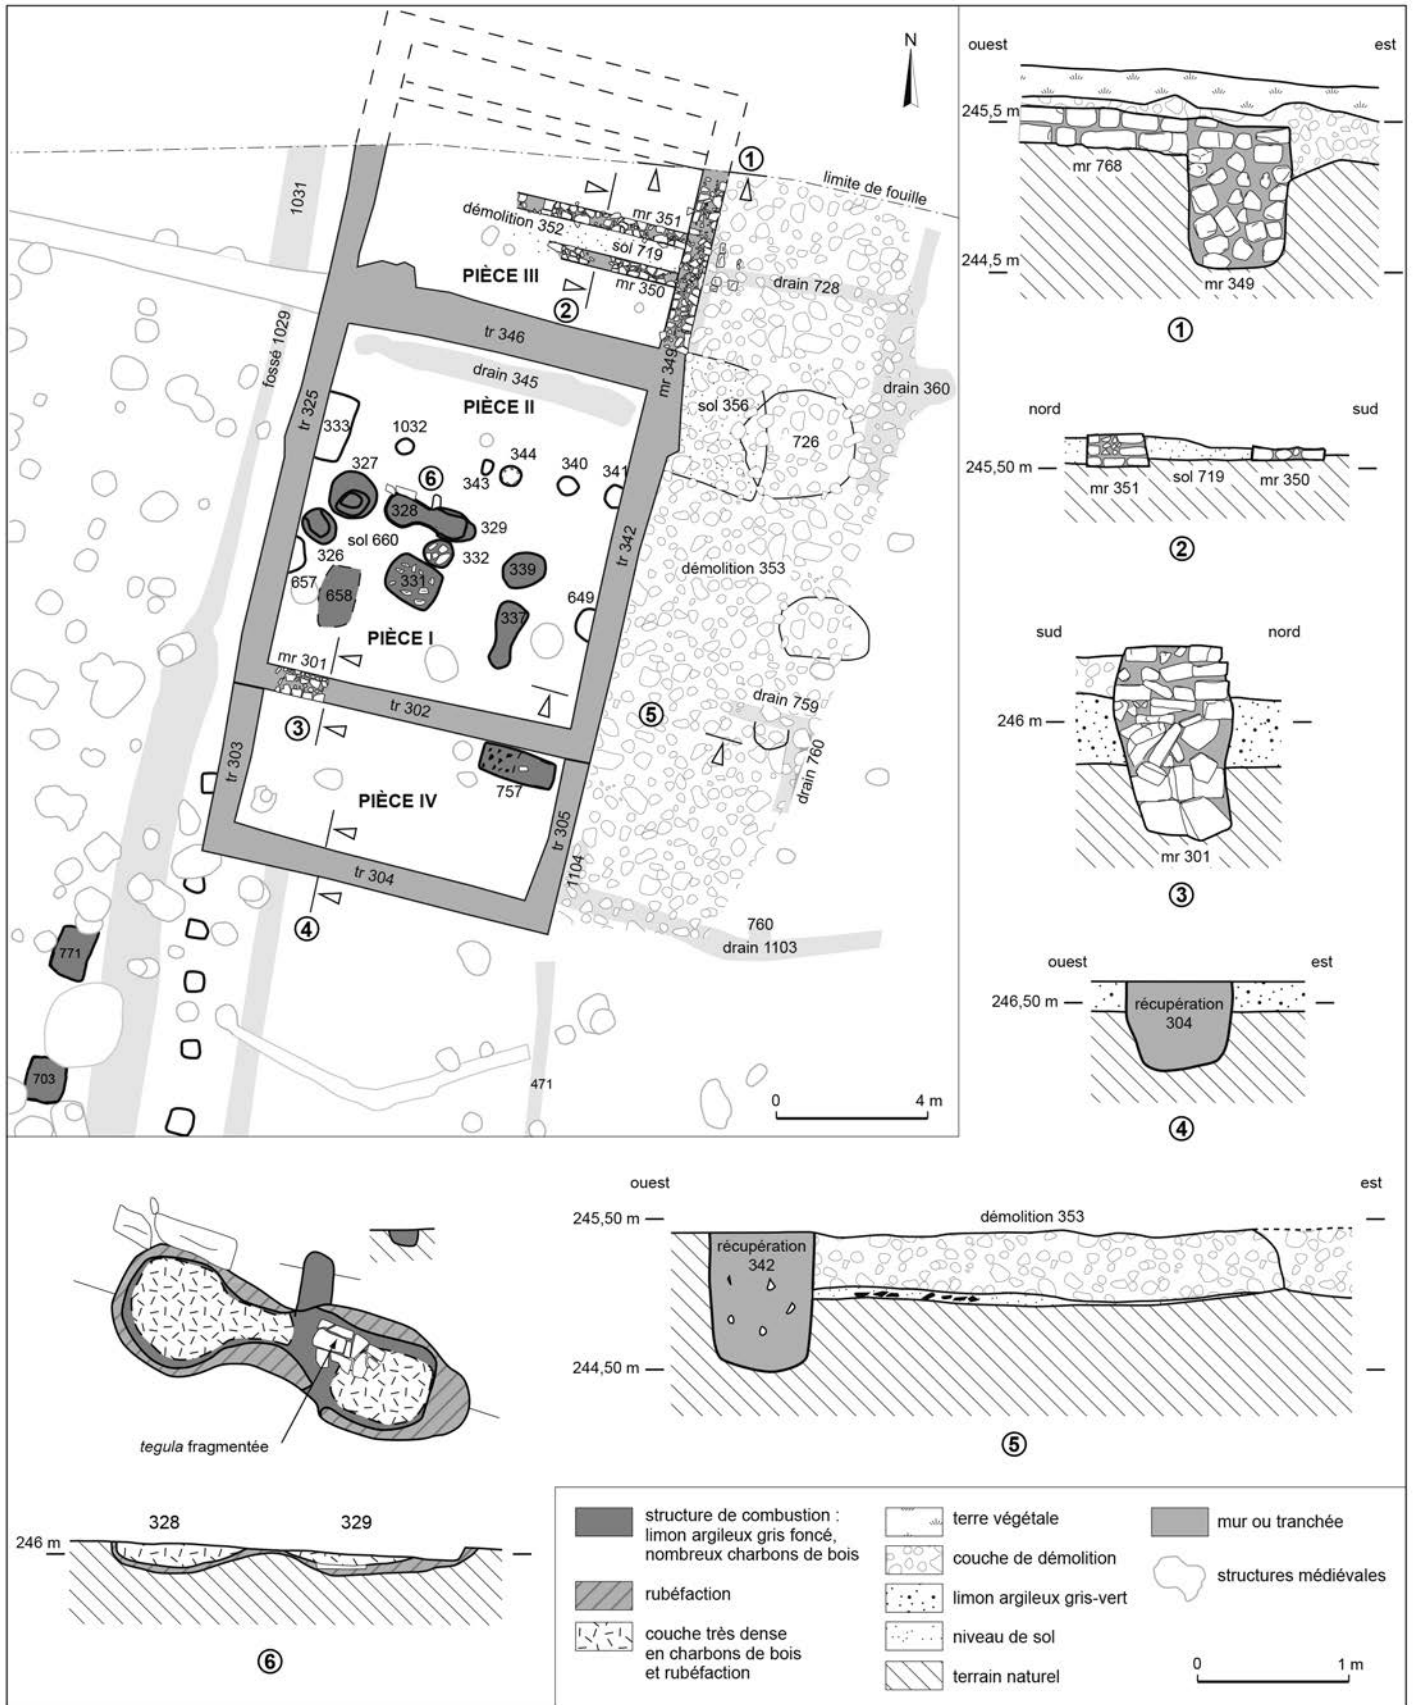 N
1
limite de fouille
1031
mr 351
démolition 352
sol 719
PIÈCE III
mr 350
2
drain 728
fossé 1029
tr 346
mr 349
drain 345
drain 360
tr 325
PIÈCE II
sol 356
333
1032
726
344
340
341
327
6
343
328
329
sol 660
326
332
tr 342
339
démolition 353
657
331
658
649
337
PIÈCE I
mr 301
drain 759
tr 302
5
3
drain 760
tr 303
757
PIÈCE IV
tr 305
tr 304
1104
4
760
drain 1103
771
703
471
0 4 m
ouest est
245,5 m
mr 768
244,5 m
mr 349
1
nord sud
245,50 m
mr 351
sol 719
mr 350
2
sud nord
246 m
mr 301
3
ouest est
246,50 m
récupération
304
4
tegula fragmentée
328 329
246 m
6
ouest est
245,50 m
démolition 353
récupération
342
244,50 m
5
structure de combustion :
limon argileux gris foncé,
nombreux charbons de bois
rubéfaction
couche très dense
en charbons de bois
et rubéfaction
terre végétale
couche de démolition
limon argileux gris-vert
niveau de sol
terrain naturel
mur ou tranchée
structures médiévales
0 1 m